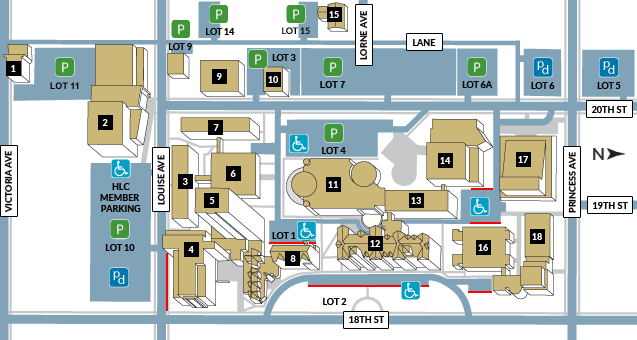 P
LOT 14
P
LOT 15
15
P
LOT 9
LORNE AVE
LANE
1
P
LOT 11
9
P
LOT 3
10
P
LOT 7
P
LOT 6A
Pd
LOT 6
Pd
LOT 5
20TH ST
2
7
P
LOT 4
14
17
N
VICTORIA AVE
LOUISE AVE
PRINCESS AVE
HLC
MEMBER
PARKING
3
6
5
11
13
19TH ST
P
LOT 10
Pd
4
LOT 1
8
12
16
18
LOT 2
18TH ST